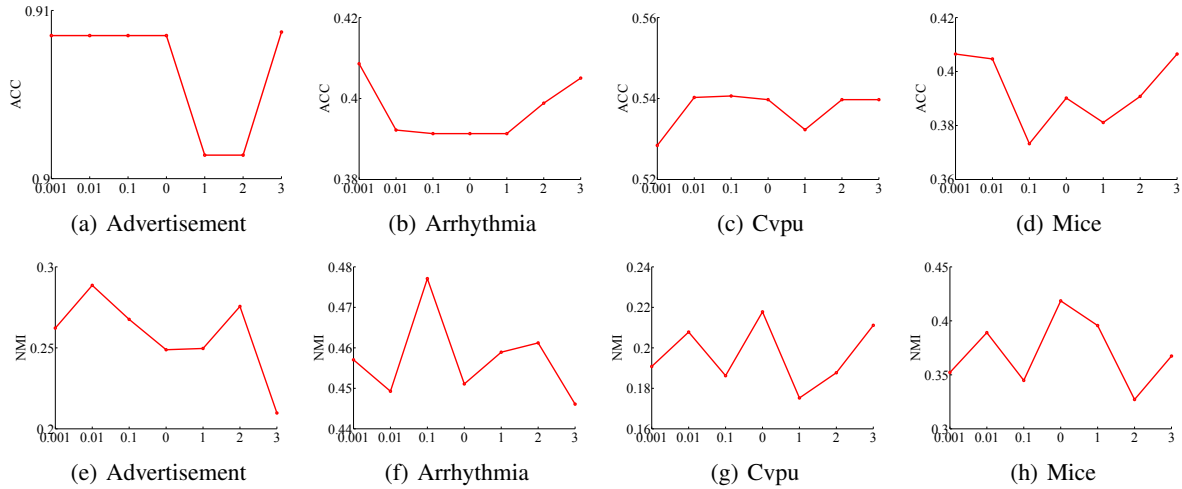 0.91
ACC
0.9
0.001 0.01 0.1 0 1 2 3
(a) Advertisement
0.42
0.4
ACC
0.38
0.001 0.01 0.1 0 1 2 3
(b) Arrhythmia
0.56
0.54
ACC
0.52
0.001 0.01 0.1 0 1 2 3
(c) Cvpu
0.42
0.4
ACC
0.38
0.36
0.001 0.01 0.1 0 1 2 3
(d) Mice
0.3
0.25
NMI
0.2
0.001 0.01 0.1 0 1 2 3
(e) Advertisement
0.48
0.47
0.46
NMI
0.45
0.44
0.001 0.01 0.1 0 1 2 3
(f) Arrhythmia
0.24
0.22
0.2
NMI
0.18
0.16
0.001 0.01 0.1 0 1 2 3
(g) Cvpu
0.45
0.4
NMI
0.35
0.3
0.001 0.01 0.1 0 1 2 3
(h) Mice